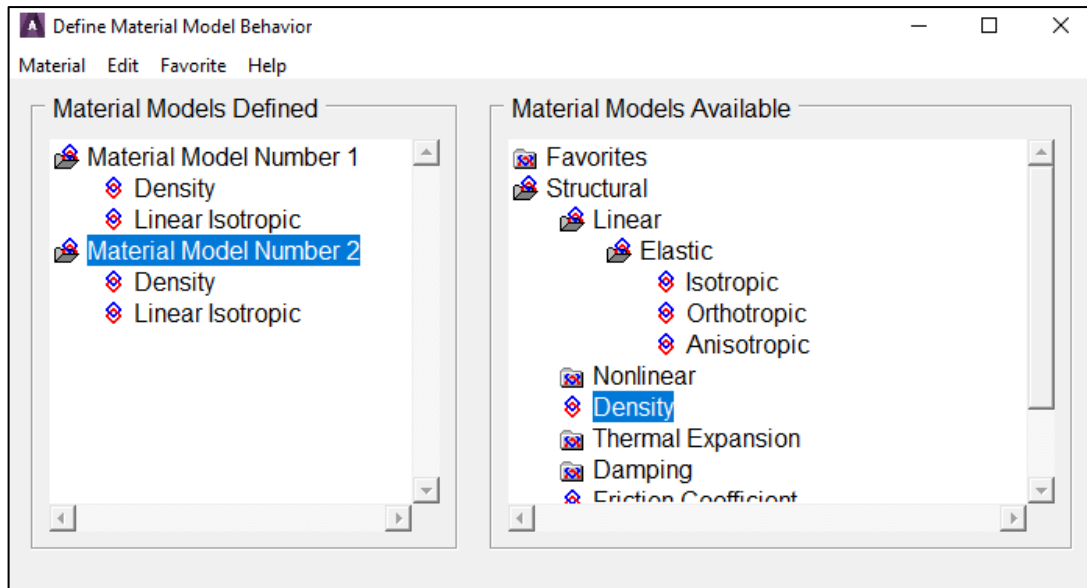 Define Material Model Behavior
Material Edit Favorite Help
Material Models Defined
Material Model Number 1
Density
Linear Isotropic
Material Model Number 2
Density
Linear Isotropic
Material Models Available
Favorites
Structural
Linear
Elastic
Isotropic
Orthotropic
Anisotropic
Nonlinear
Density
Thermal Expansion
Damping
Friction Coefficient